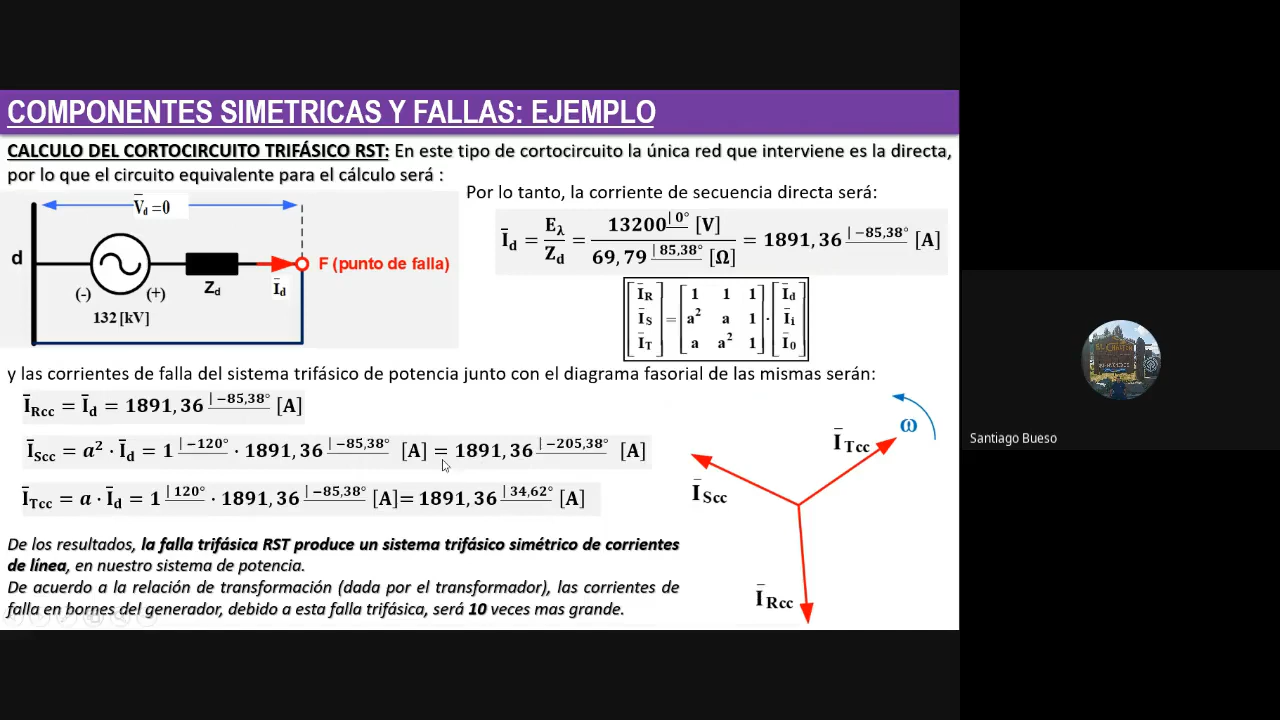 COMPONENTES SIMETRICAS Y FALLAS: EJEMPLO
CALCULO DEL CORTOCIRCUITO TRIFÁSICO RST: En este tipo de cortocircuito la única red que interviene es la directa,
por lo que el circuito equivalente para el cálculo será :
V̄d =0
d
(-) (+)
132 [kV]
Zd
Īd
F (punto de falla)
Por lo tanto, la corriente de secuencia directa será:
Īd = Eλ / Zd = 13200 |0° [V] / 69,79 |85,38° [Ω] = 1891,36 |−85,38° [A]
[ĪR] [1 1 1] [Īd]
[ĪS] = [a² a 1] · [Īi]
[ĪT] [a a² 1] [Ī0]
y las corrientes de falla del sistema trifásico de potencia junto con el diagrama fasorial de las mismas serán:
ĪRcc = Īd = 1891,36 |−85,38° [A]
ĪScc = a² · Īd = 1 |−120° · 1891,36 |−85,38° [A] = 1891,36 |−205,38° [A]
ĪTcc = a · Īd = 1 |120° · 1891,36 |−85,38° [A]= 1891,36 |34,62° [A]
De los resultados, la falla trifásica RST produce un sistema trifásico simétrico de corrientes
de línea, en nuestro sistema de potencia.
De acuerdo a la relación de transformación (dada por el transformador), las corrientes de
falla en bornes del generador, debido a esta falla trifásica, será 10 veces mas grande.
ω
ĪTcc
ĪScc
ĪRcc
Santiago Bueso